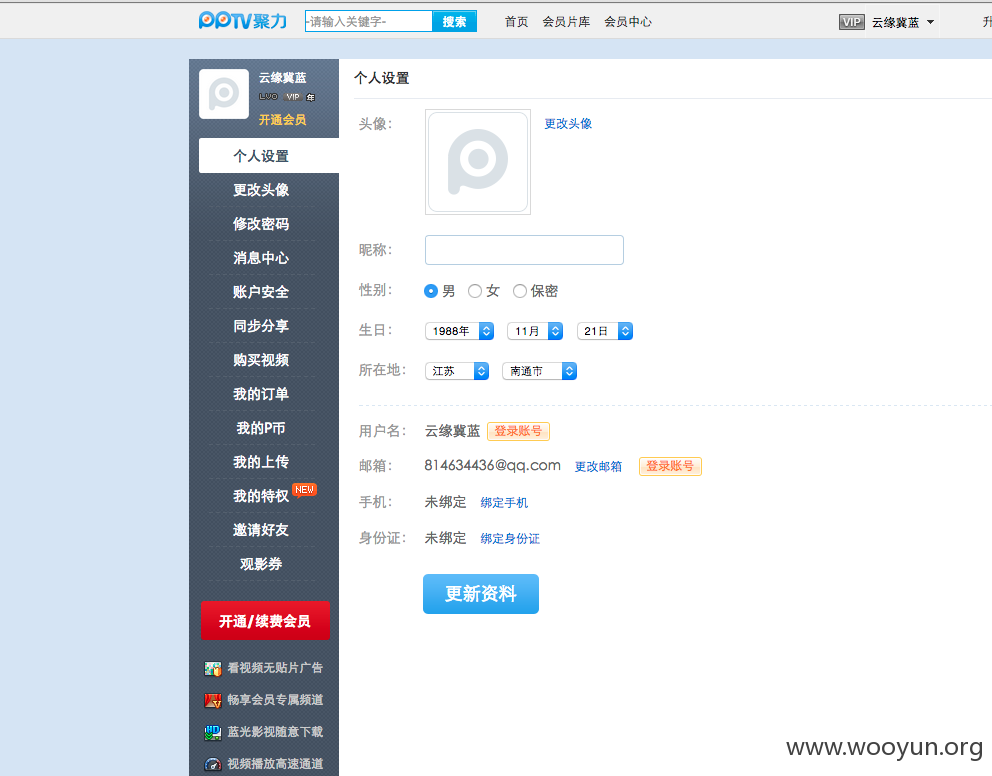 PPTV聚力 -请输入关键字- 搜索 首页 会员片库 会员中心 VIP 云缘冀蓝 升
云缘冀蓝
VIP 年
开通会员
个人设置
更改头像
修改密码
消息中心
账户安全
同步分享
购买视频
我的订单
我的P币
我的上传
我的特权 NEW
邀请好友
观影券
开通/续费会员
看视频无贴片广告
畅享会员专属频道
蓝光影视随意下载
视频播放高速通道
个人设置
头像: 更改头像
昵称:
性别: 男 女 保密
生日: 1988年 11月 21日
所在地: 江苏 南通市
用户名: 云缘冀蓝 登录账号
邮箱: 814634436@qq.com 更改邮箱 登录账号
手机: 未绑定 绑定手机
身份证: 未绑定 绑定身份证
更新资料
www.wooyun.org